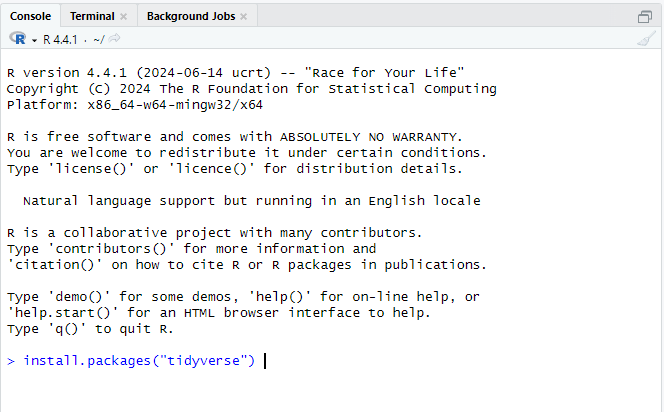 Console Terminal Background Jobs
R R 4.4.1 · ~/
R version 4.4.1 (2024-06-14 ucrt) -- "Race for Your Life"
Copyright (C) 2024 The R Foundation for Statistical Computing
Platform: x86_64-w64-mingw32/x64
R is free software and comes with ABSOLUTELY NO WARRANTY.
You are welcome to redistribute it under certain conditions.
Type 'license()' or 'licence()' for distribution details.
Natural language support but running in an English locale
R is a collaborative project with many contributors.
Type 'contributors()' for more information and
'citation()' on how to cite R or R packages in publications.
Type 'demo()' for some demos, 'help()' for on-line help, or
'help.start()' for an HTML browser interface to help.
Type 'q()' to quit R.
> install.packages("tidyverse")